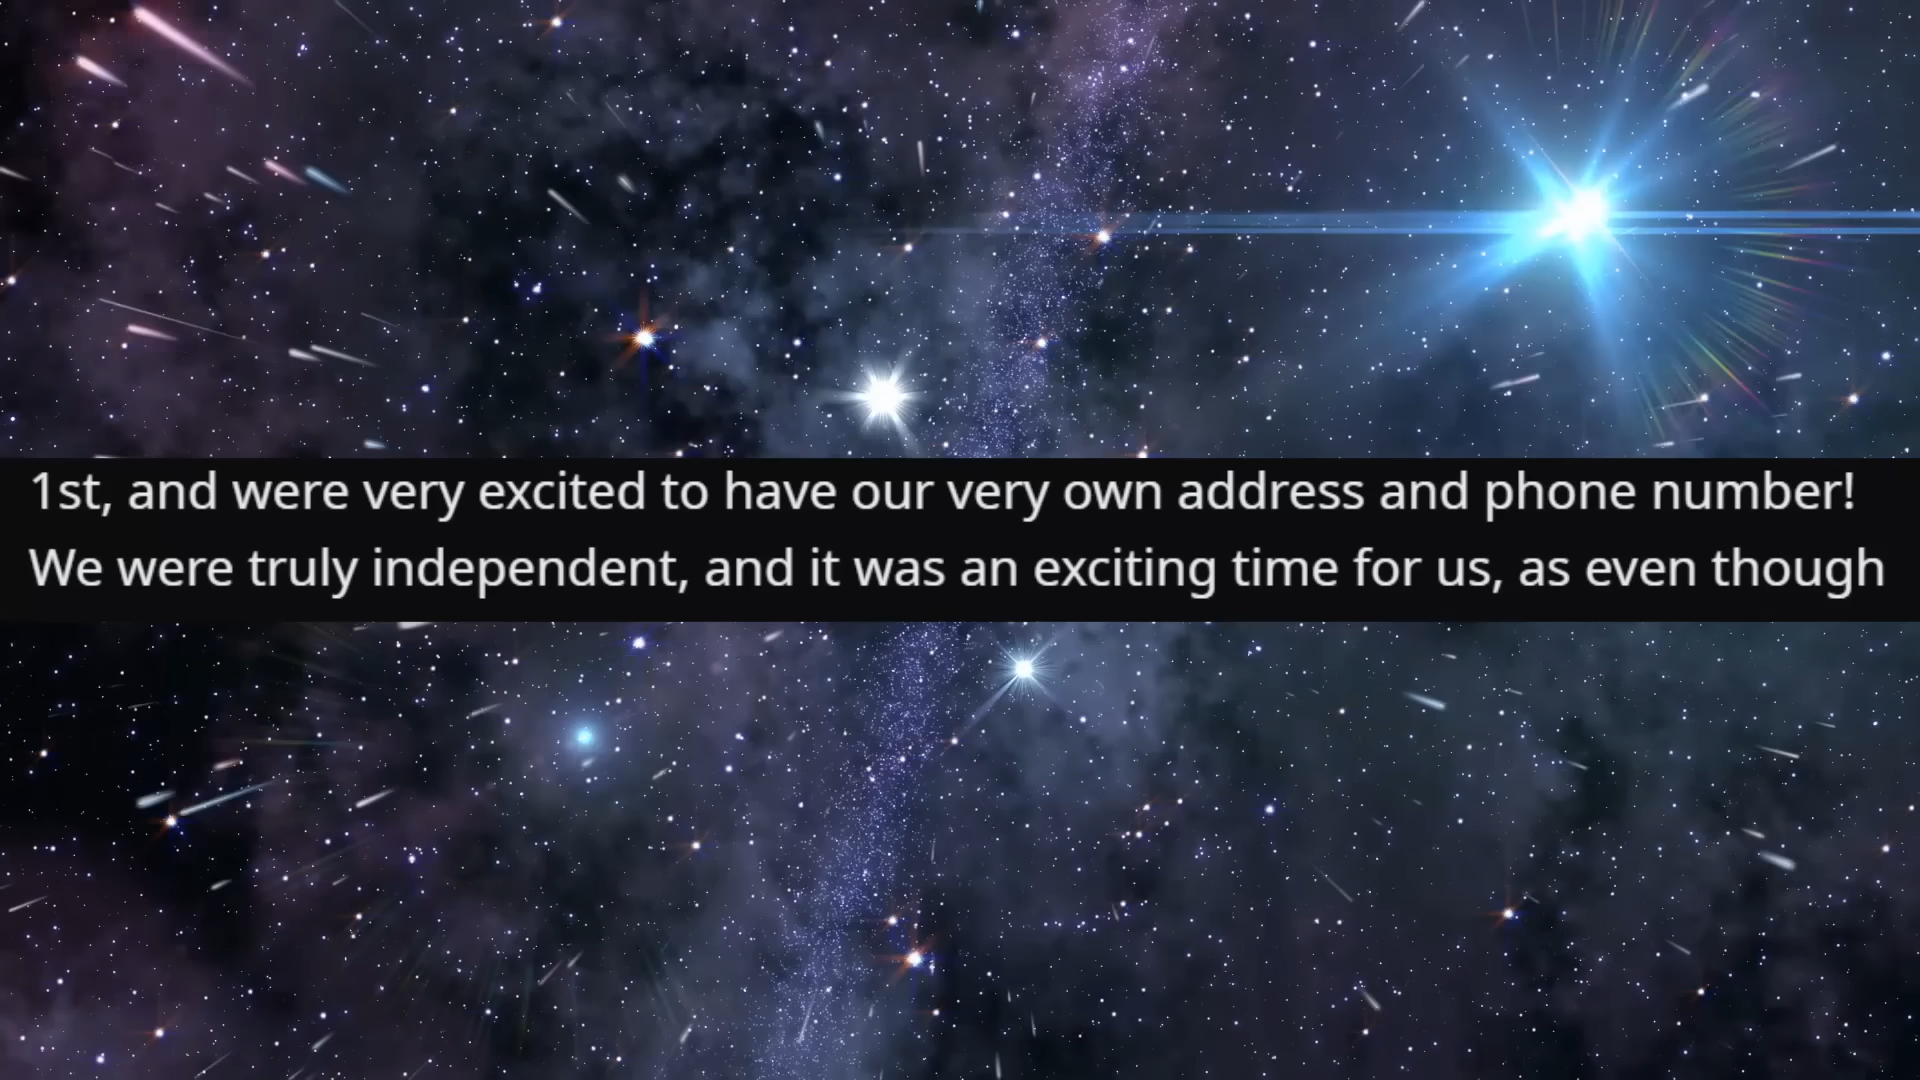 1st, and were very excited to have our very own address and phone number!
We were truly independent, and it was an exciting time for us, as even though